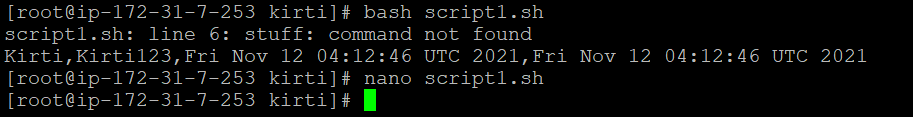 [root@ip-172-31-7-253 kirti]# bash script1.sh
script1.sh: line 6: stuff: command not found
Kirti,Kirti123,Fri Nov 12 04:12:46 UTC 2021,Fri Nov 12 04:12:46 UTC 2021
[root@ip-172-31-7-253 kirti]# nano script1.sh
[root@ip-172-31-7-253 kirti]#